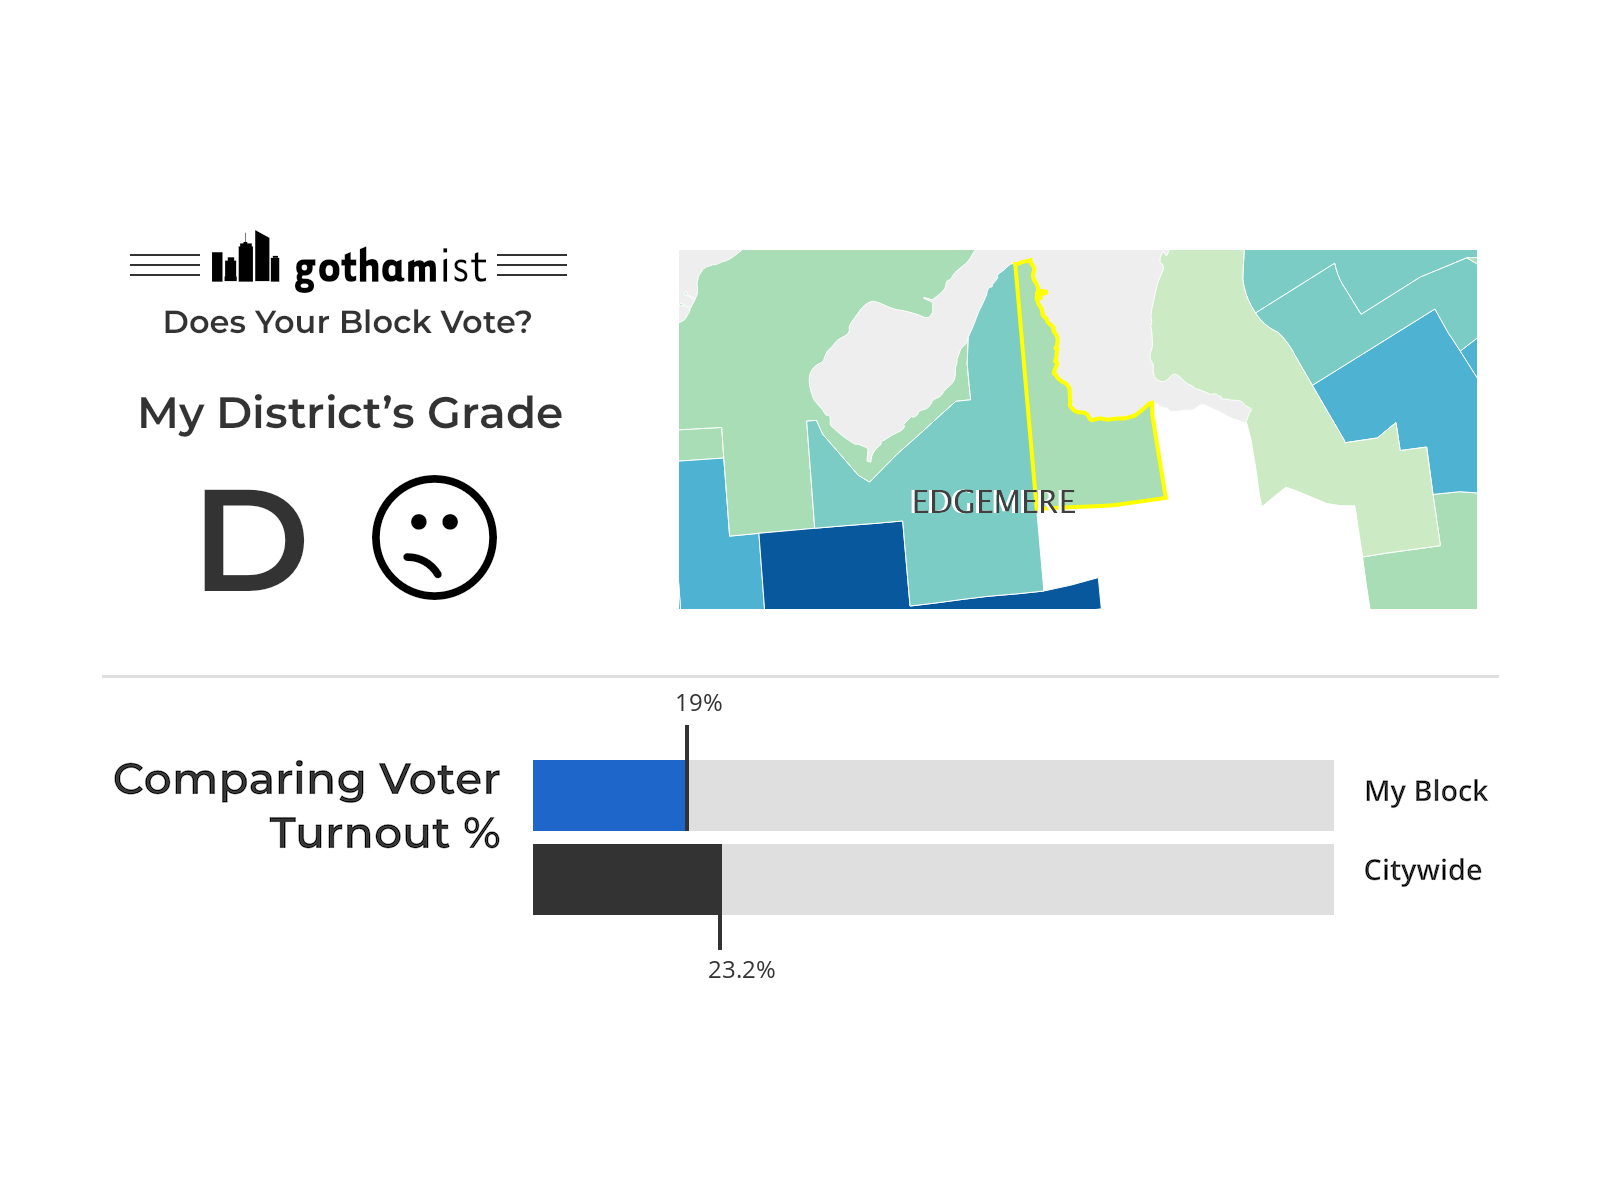 gothamist
Does Your Block Vote?
My District’s Grade
D
EDGEMERE
19%
Comparing Voter
Turnout %
My Block
Citywide
23.2%